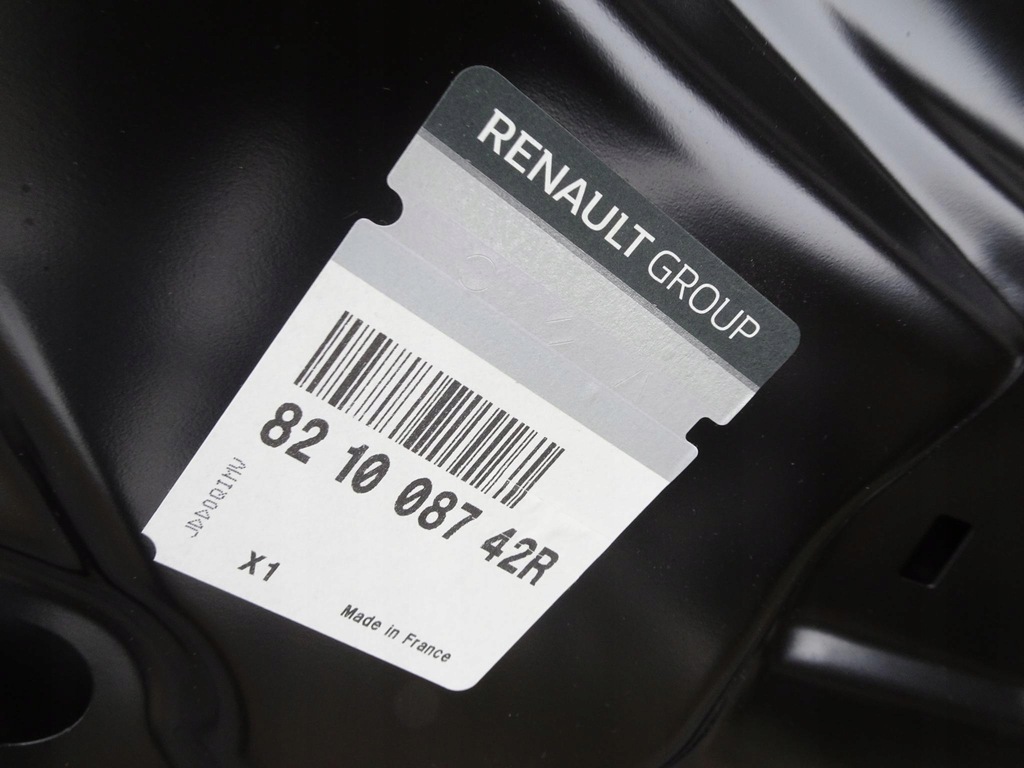 RENAULT GROUP
82 10 087 42R
X1
Made in France